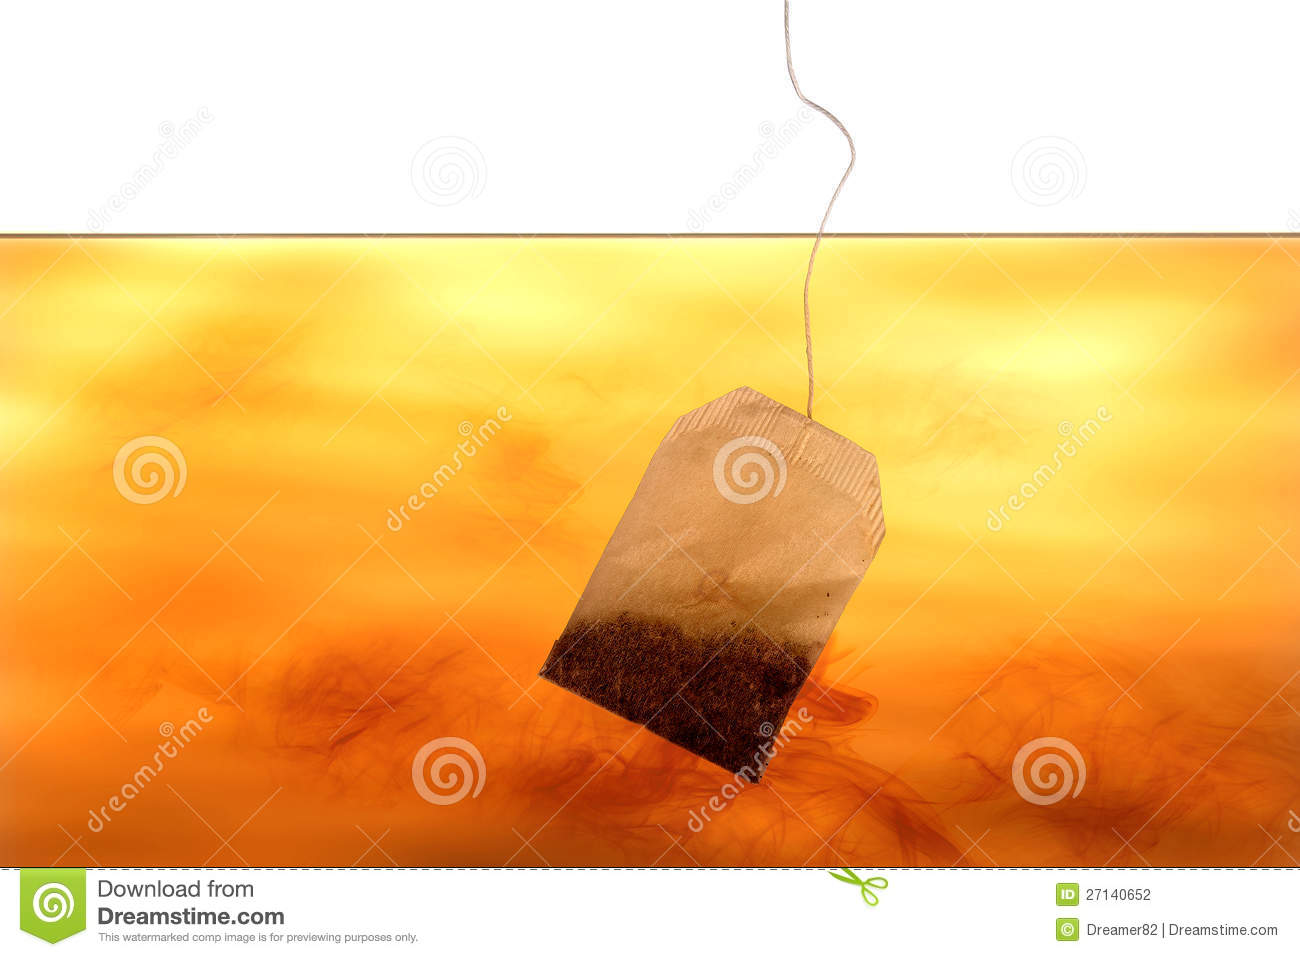 dreamstime
dreamstime
dreamstime
dreamstime
dreamstime
dreamstime
Download from
Dreamstime.com
This watermarked comp image is for previewing purposes only.
ID 27140652
© Dreamer82 | Dreamstime.com